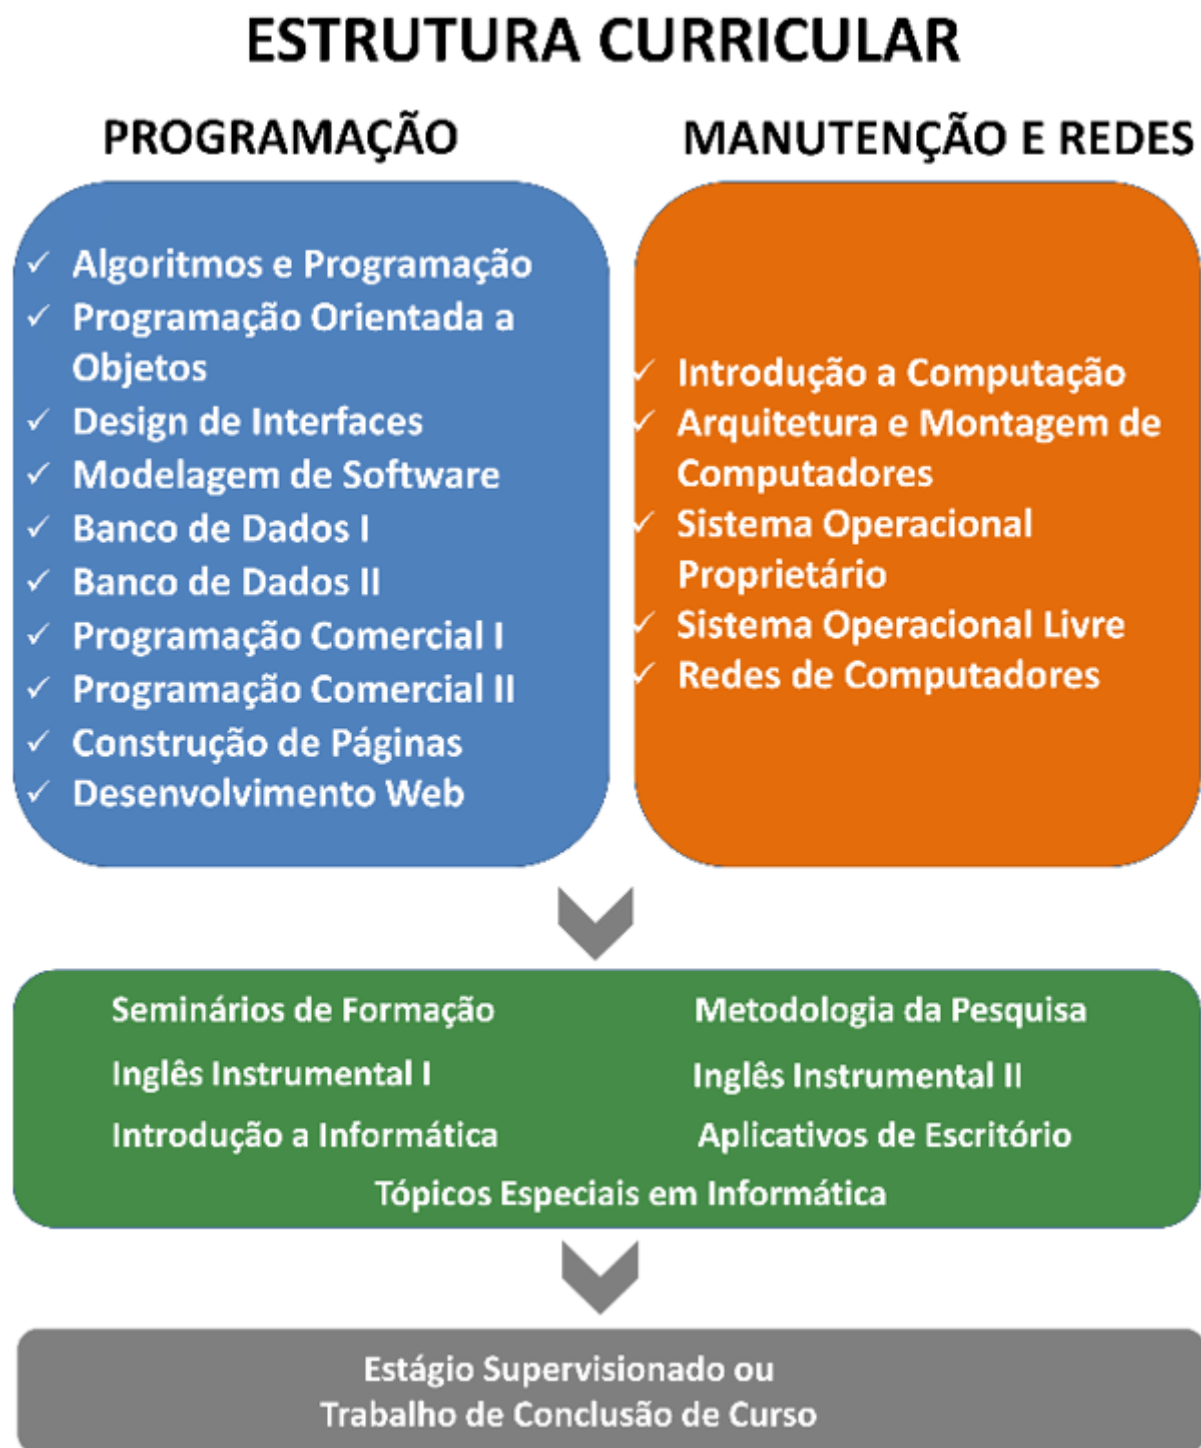 ESTRUTURA CURRICULAR
PROGRAMAÇÃO
✓ Algoritmos e Programação
✓ Programação Orientada a
Objetos
✓ Design de Interfaces
✓ Modelagem de Software
✓ Banco de Dados I
✓ Banco de Dados II
✓ Programação Comercial I
✓ Programação Comercial II
✓ Construção de Páginas
✓ Desenvolvimento Web
MANUTENÇÃO E REDES
✓ Introdução a Computação
✓ Arquitetura e Montagem de
Computadores
✓ Sistema Operacional
Proprietário
✓ Sistema Operacional Livre
✓ Redes de Computadores
Seminários de Formação
Metodologia da Pesquisa
Inglês Instrumental I
Inglês Instrumental II
Introdução a Informática
Aplicativos de Escritório
Tópicos Especiais em Informática
Estágio Supervisionado ou
Trabalho de Conclusão de Curso